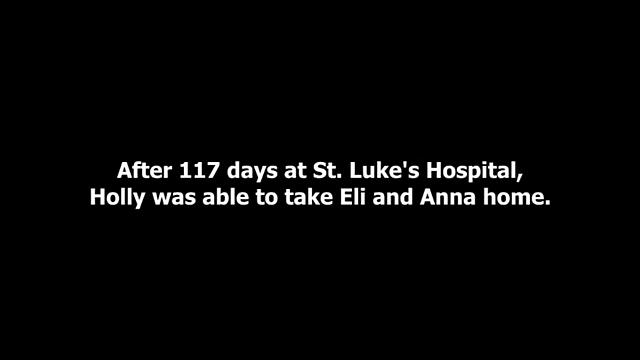 After 117 days at St. Luke's Hospital,
Holly was able to take Eli and Anna home.